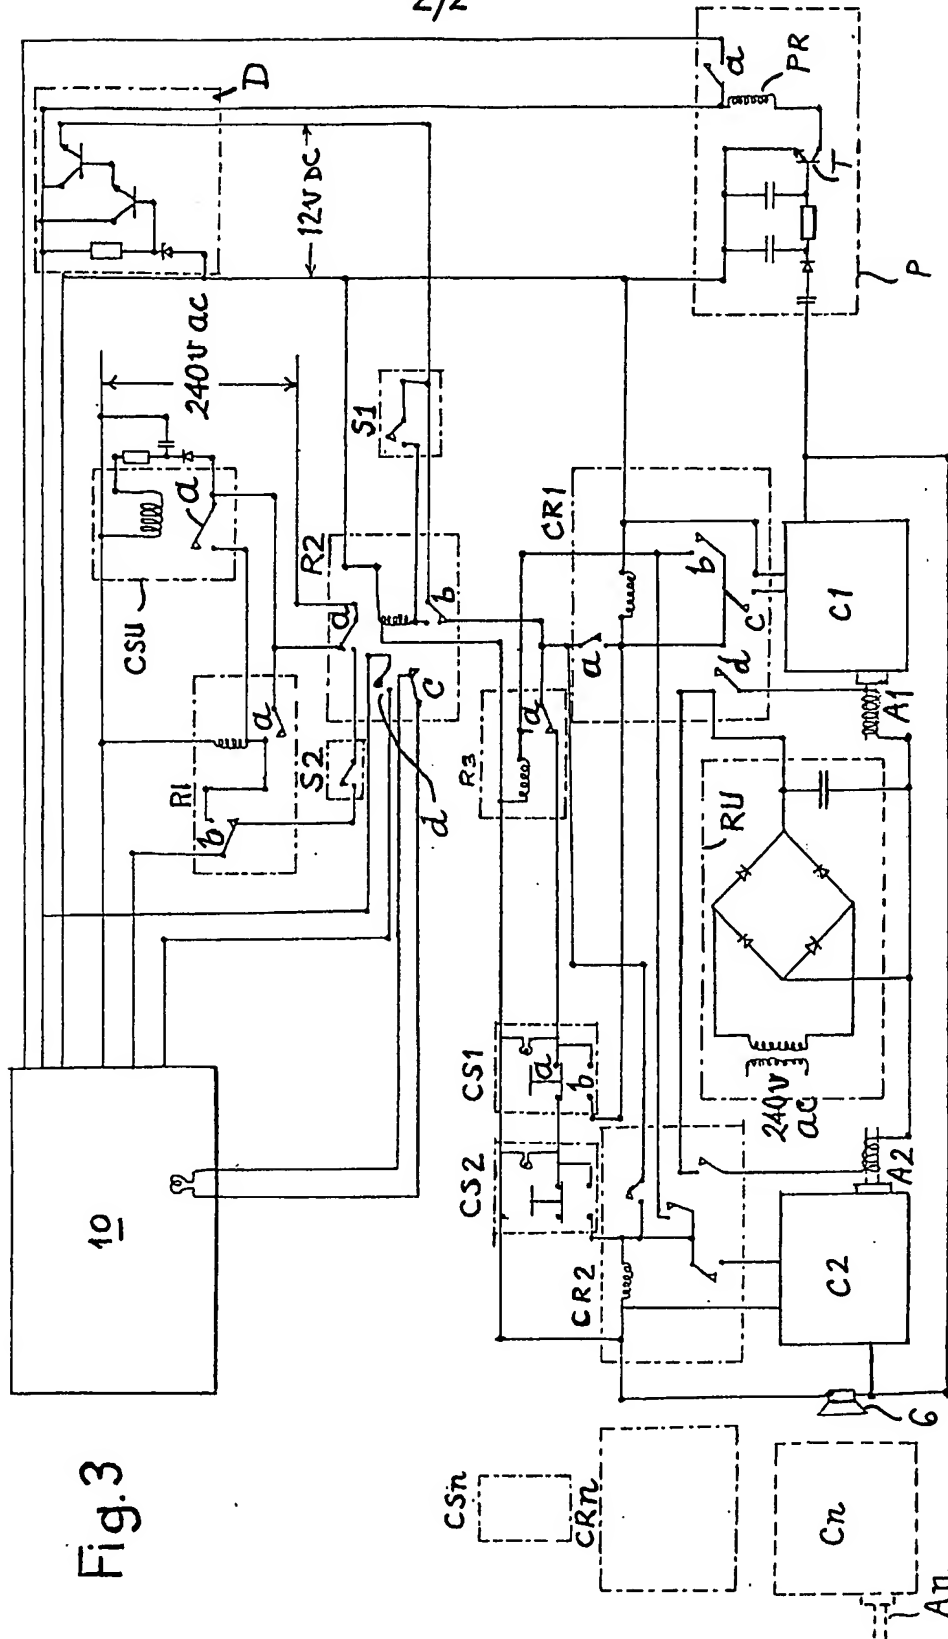 2/2
D
a
PR
T
P
12V DC
240V ac
CSU
a
R1
a
b
S1
R2
a
b
c
d
S2
R3
a
CR1
a
b
c
d
C1
A1
RU
240V
ac
CS1
a
b
CS2
CR2
A2
C2
6
10
CSn
CRn
Cn
An
Fig.3